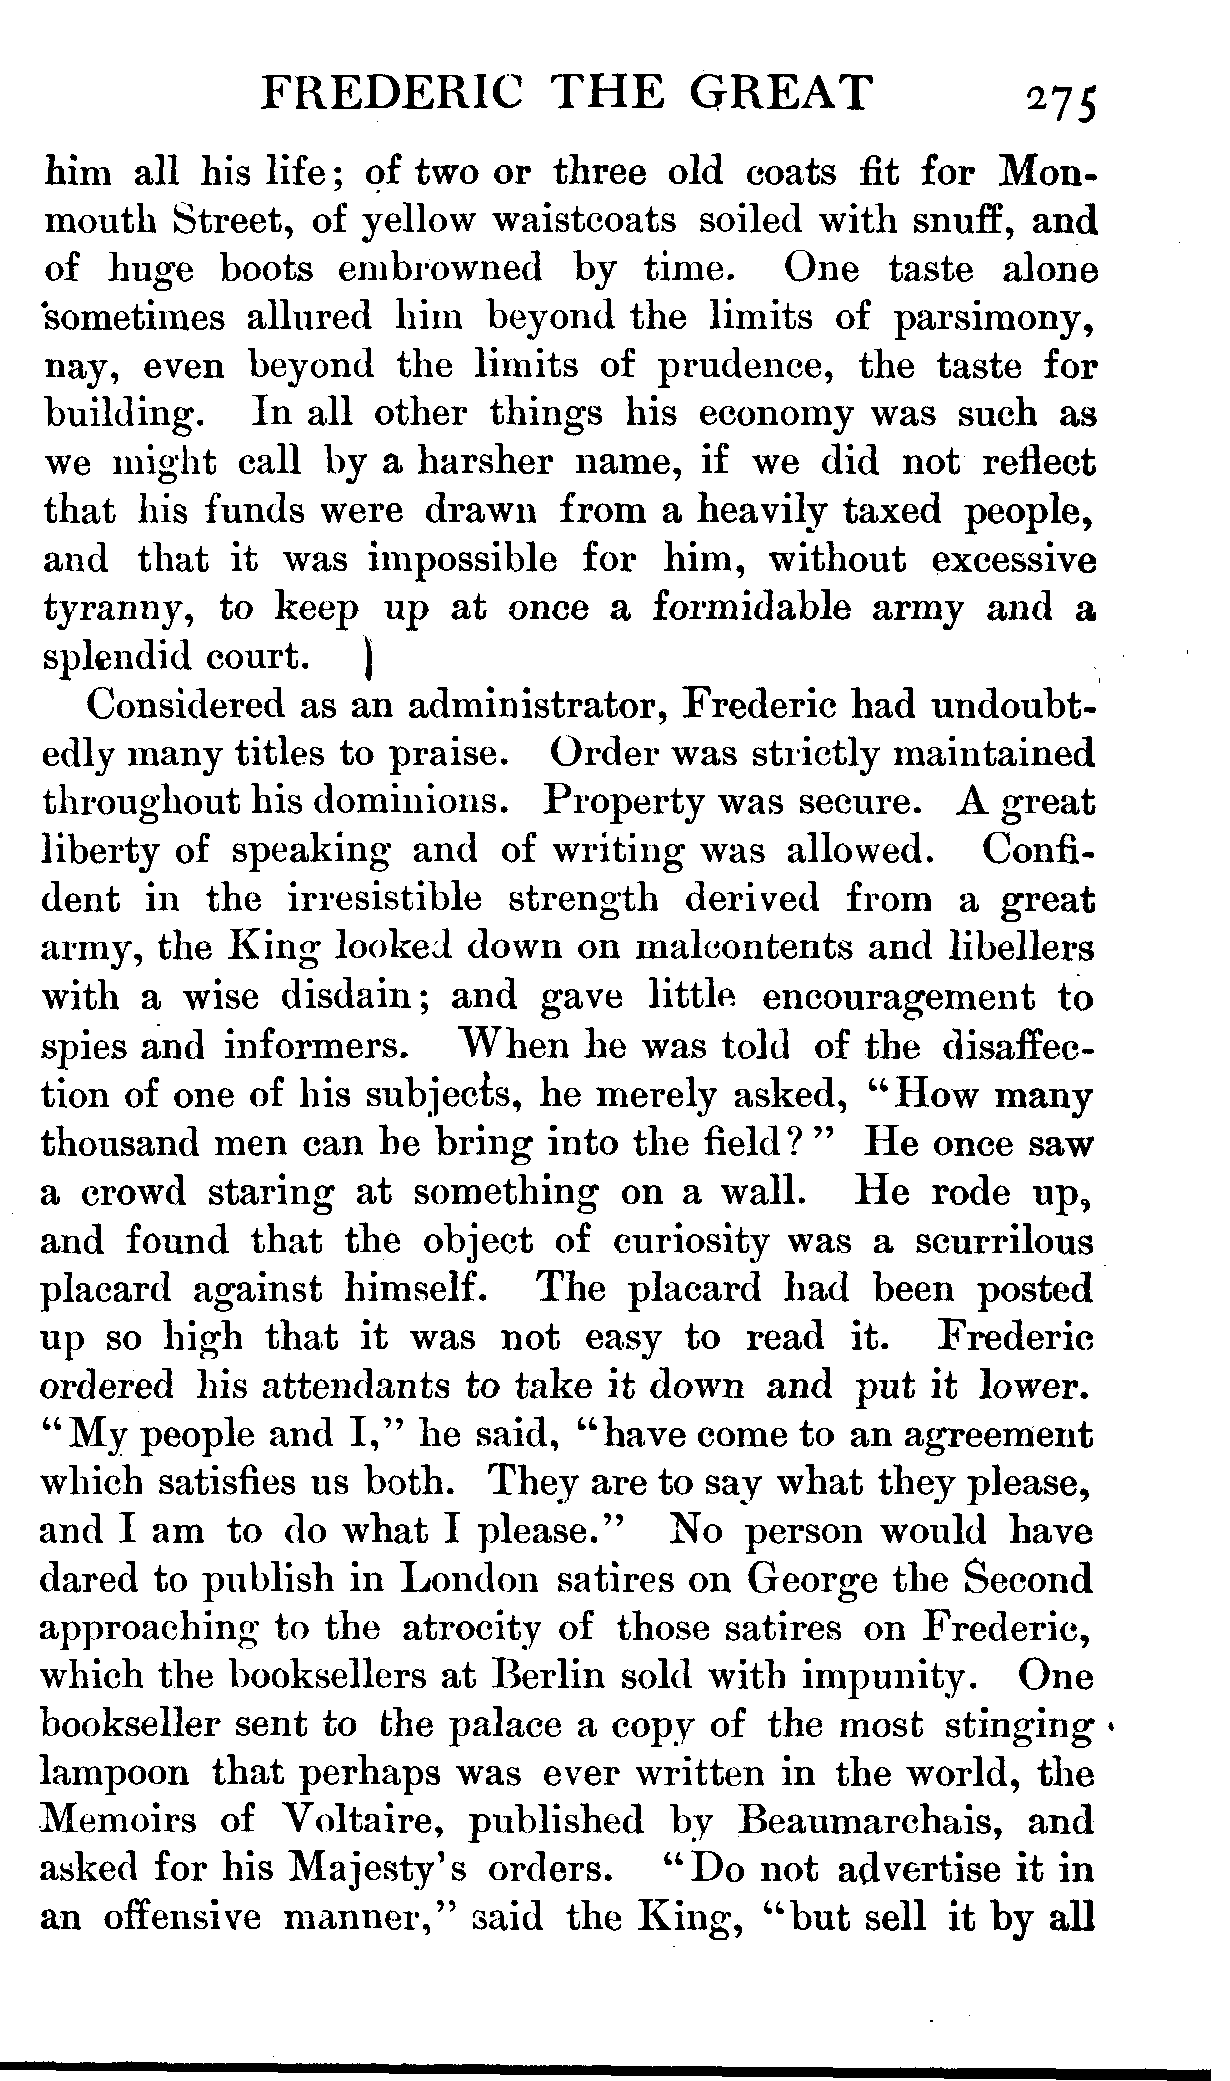 FREDERIC THE GREAT 275
him all his life; of two or three old coats fit for Mon-
mouth Street, of yellow waistcoats soiled with snuff, and
of huge boots embrowned by time. One taste alone
sometimes allured him beyond the limits of parsimony,
nay, even beyond the limits of prudence, the taste for
building. In all other things his economy was such as
we might call by a harsher name, if we did not reflect
that his funds were drawn from a heavily taxed people,
and that it was impossible for him, without excessive
tyranny, to keep up at once a formidable army and a
splendid court.
Considered as an administrator, Frederic had undoubt-
edly many titles to praise. Order was strictly maintained
throughout his dominions. Property was secure. A great
liberty of speaking and of writing was allowed. Confi-
dent in the irresistible strength derived from a great
army, the King looked down on malcontents and libellers
with a wise disdain; and gave little encouragement to
spies and informers. When he was told of the disaffec-
tion of one of his subjects, he merely asked, "How many
thousand men can he bring into the field?" He once saw
a crowd staring at something on a wall. He rode up,
and found that the object of curiosity was a scurrilous
placard against himself. The placard had been posted
up so high that it was not easy to read it. Frederic
ordered his attendants to take it down and put it lower.
"My people and I," he said, "have come to an agreement
which satisfies us both. They are to say what they please,
and I am to do what I please." No person would have
dared to publish in London satires on George the Second
approaching to the atrocity of those satires on Frederic,
which the booksellers at Berlin sold with impunity. One
bookseller sent to the palace a copy of the most stinging
lampoon that perhaps was ever written in the world, the
Memoirs of Voltaire, published by Beaumarchais, and
asked for his Majesty's orders. "Do not advertise it in
an offensive manner," said the King, "but sell it by all